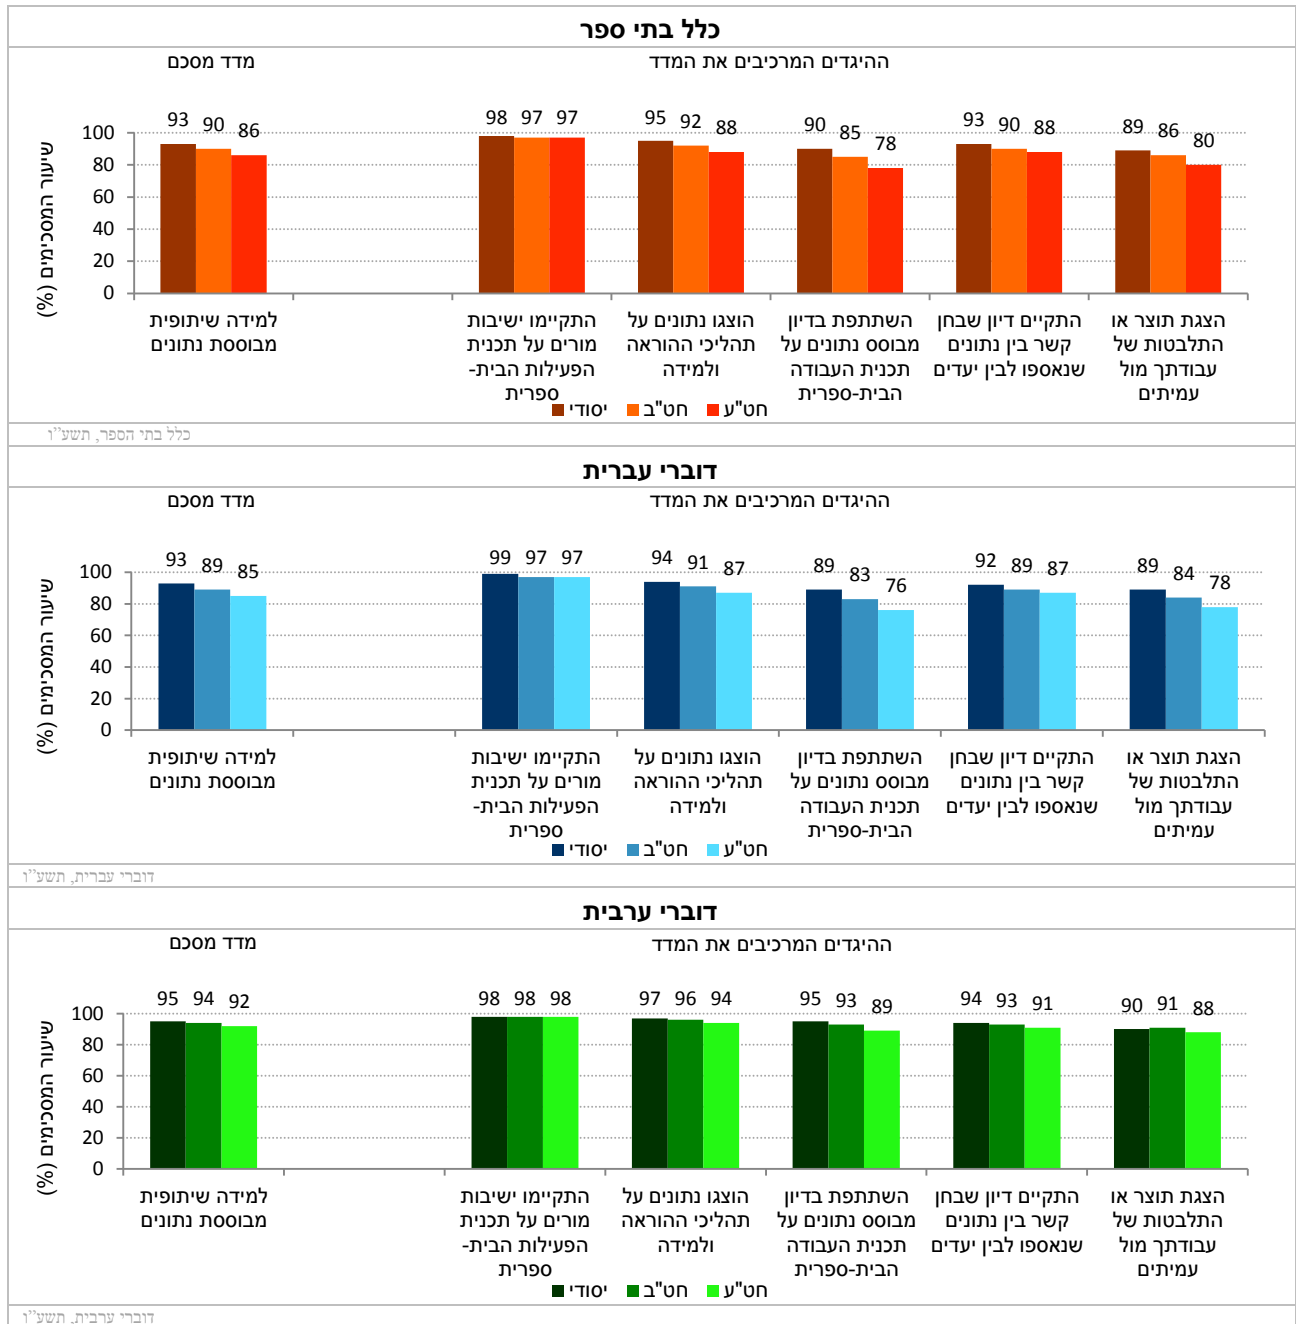 כלל בתי ספר
ההיגדים המרכיבים את המדד
מדד מסכם
שיעור המסכימים (%)
100
80
60
40
20
0
93 90 86
98 97 97
95 92 88
90 85 78
93 90 88
89 86 80
למידה שיתופית
מבוססת נתונים
התקיימו ישיבות
מורים על תכנית
הפעילות הבית-
ספרית
הוצגו נתונים על
תהליכי ההוראה
ולמידה
השתתפת בדיון
מבוסס נתונים על
תכנית העבודה
הבית-ספרית
התקיים דיון שבחן
קשר בין נתונים
שנאספו לבין יעדים
הצגת תוצר או
התלבטות של
עבודתך מול
עמיתים
יסודי חט"ב חט"ע
כלל בתי הספר, תשע''ו
דוברי עברית
ההיגדים המרכיבים את המדד
מדד מסכם
שיעור המסכימים (%)
100
80
60
40
20
0
93 89 85
99 97 97
94 91 87
89 83 76
92 89 87
89 84 78
למידה שיתופית
מבוססת נתונים
התקיימו ישיבות
מורים על תכנית
הפעילות הבית-
ספרית
הוצגו נתונים על
תהליכי ההוראה
ולמידה
השתתפת בדיון
מבוסס נתונים על
תכנית העבודה
הבית-ספרית
התקיים דיון שבחן
קשר בין נתונים
שנאספו לבין יעדים
הצגת תוצר או
התלבטות של
עבודתך מול
עמיתים
יסודי חט"ב חט"ע
דוברי עברית, תשע''ו
דוברי ערבית
ההיגדים המרכיבים את המדד
מדד מסכם
שיעור המסכימים (%)
100
80
60
40
20
0
95 94 92
98 98 98
97 96 94
95 93 89
94 93 91
90 91 88
למידה שיתופית
מבוססת נתונים
התקיימו ישיבות
מורים על תכנית
הפעילות הבית-
ספרית
הוצגו נתונים על
תהליכי ההוראה
ולמידה
השתתפת בדיון
מבוסס נתונים על
תכנית העבודה
הבית-ספרית
התקיים דיון שבחן
קשר בין נתונים
שנאספו לבין יעדים
הצגת תוצר או
התלבטות של
עבודתך מול
עמיתים
יסודי חט"ב חט"ע
דוברי ערבית, תשע''ו